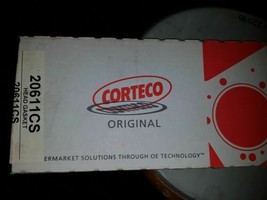 20611CS
HEAD GASKET
20611CS
CORTECO
ORIGINAL
ERMARKET SOLUTIONS THROUGH OE TECHNOLOGY™